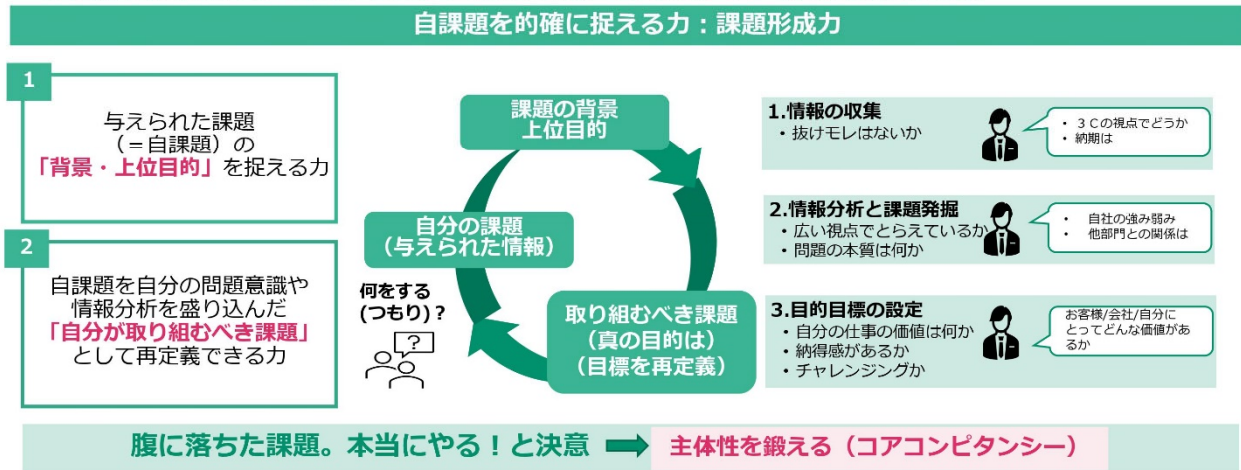 自課題を的確に捉える力：課題形成力
1
与えられた課題
（＝自課題）の
「背景・上位目的」を捉える力
2
自課題を自分の問題意識や
情報分析を盛り込んだ
「自分が取り組むべき課題」
として再定義できる力
課題の背景
上位目的
自分の課題
（与えられた情報）
何をする
(つもり)？
?
取り組むべき課題
（真の目的は）
（目標を再定義）
1.情報の収集
・抜けモレはないか
・ ３Ｃの視点でどうか
・ 納期は
2.情報分析と課題発掘
・広い視点でとらえているか
・問題の本質は何か
・ 自社の強み弱み
・ 他部門との関係は
3.目的目標の設定
・自分の仕事の価値は何か
・納得感があるか
・チャレンジングか
お客様/会社/自分に
とってどんな価値があ
るか
腹に落ちた課題。本当にやる！と決意
主体性を鍛える（コアコンピタンシー）